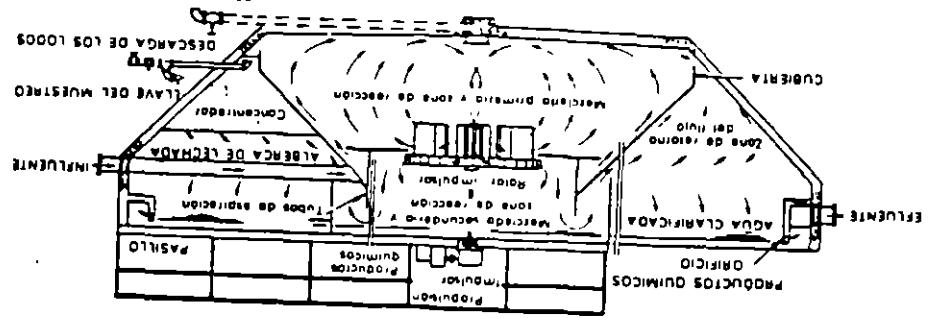 Propulsor
impulsor
Productos
químicos
PASILLO
PRODUCTOS QUIMICOS
ORIFICIO
EFLUENTE
AGUA CLARIFICADA
Mezclado secundario y
zona de reacción
Rotor impulsor
Tubos de aspiración
INFLUENTE
Zona de retorno
del flujo
ALBERCA DE LECHADA
Concentrador
Mezclado primario y zona de reacción
CUBIERTA
LLAVE DEL MUESTREO
DESCARGA DE LOS LODOS